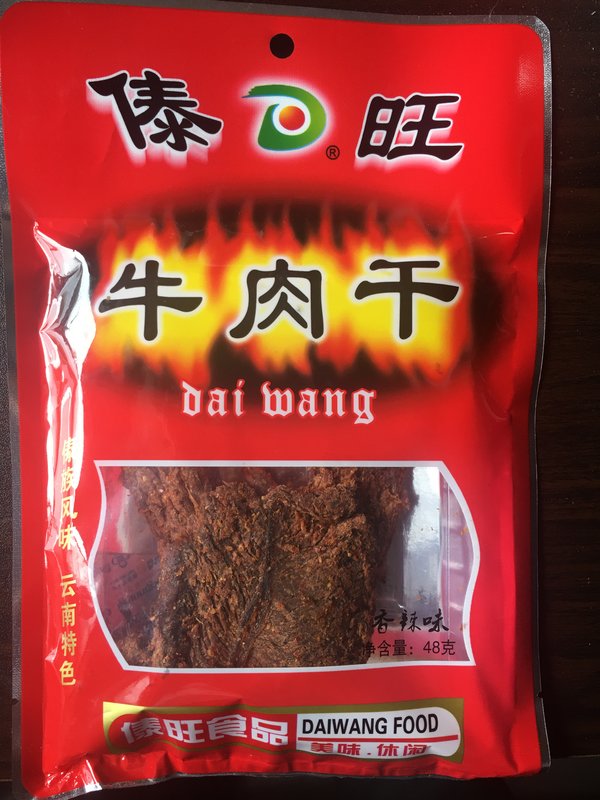 傣 ® 旺
牛肉干
dai wang
傣族风味 云南特色
香辣味
净含量：48克
傣旺食品
DAIWANG FOOD
美味.休闲